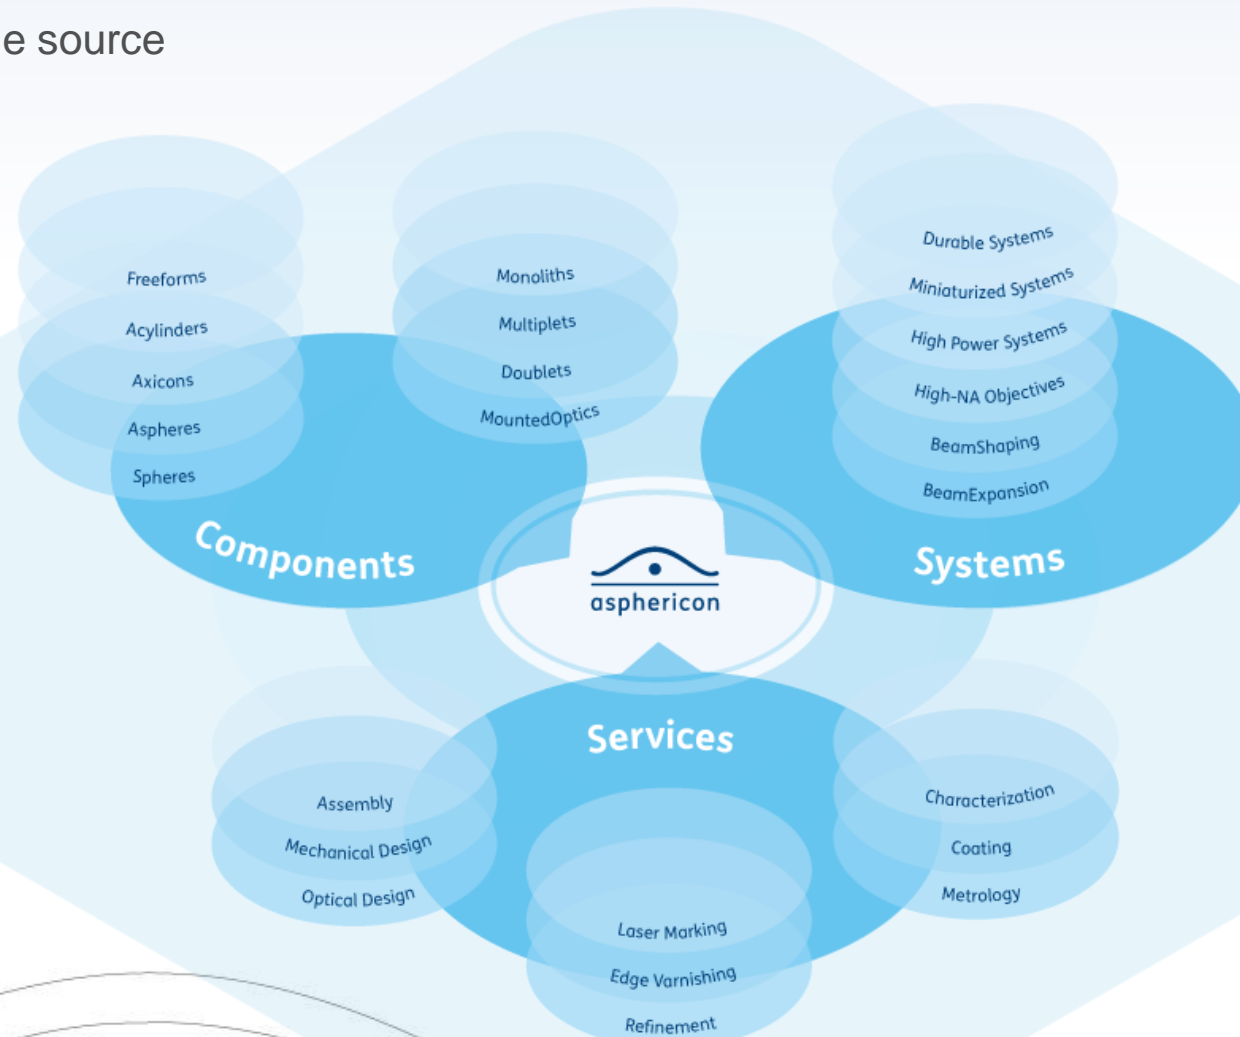 e source
Freeforms
Acylinders
Axicons
Aspheres
Spheres
Monoliths
Multiplets
Doublets
MountedOptics
Components
Durable Systems
Miniaturized Systems
High Power Systems
High-NA Objectives
BeamShaping
BeamExpansion
Systems
asphericon
Services
Assembly
Mechanical Design
Optical Design
Laser Marking
Edge Varnishing
Refinement
Characterization
Coating
Metrology